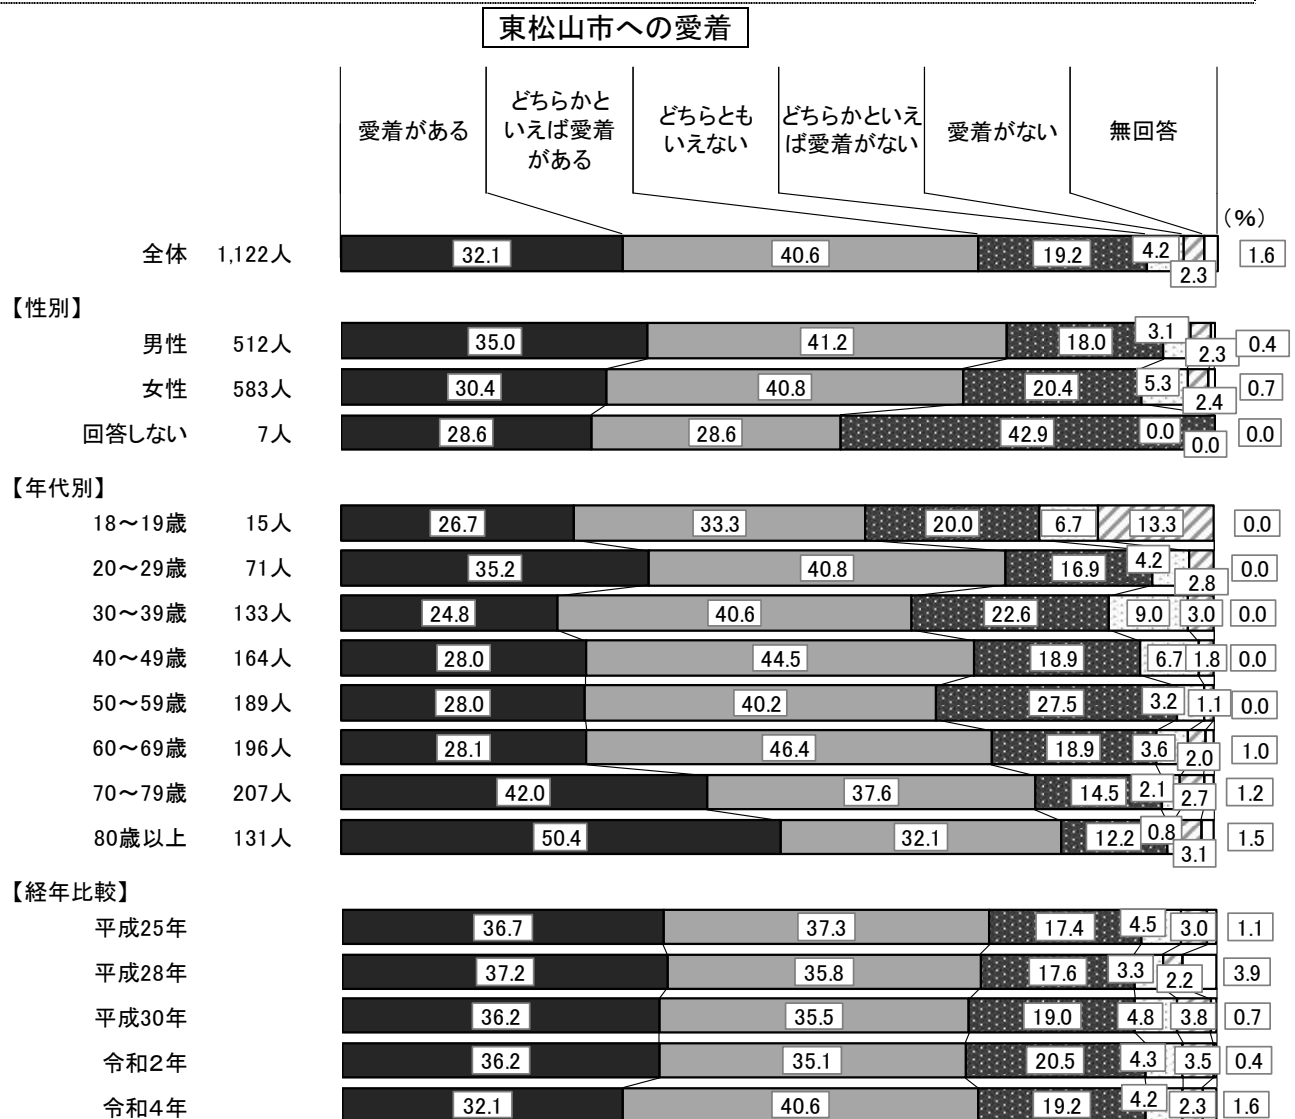 東松山市への愛着
愛着がある
どちらかと
いえば愛着
がある
どちらとも
いえない
どちらかといえ
ば愛着がない
愛着がない
無回答
(%)
全体 1,122人 32.1 40.6 19.2 4.2 2.3 1.6
【性別】
男性 512人 35.0 41.2 18.0 3.1 2.3 0.4
女性 583人 30.4 40.8 20.4 5.3 2.4 0.7
回答しない 7人 28.6 28.6 42.9 0.0 0.0 0.0
【年代別】
18～19歳 15人 26.7 33.3 20.0 6.7 13.3 0.0
20～29歳 71人 35.2 40.8 16.9 4.2 2.8 0.0
30～39歳 133人 24.8 40.6 22.6 9.0 3.0 0.0
40～49歳 164人 28.0 44.5 18.9 6.7 1.8 0.0
50～59歳 189人 28.0 40.2 27.5 3.2 1.1 0.0
60～69歳 196人 28.1 46.4 18.9 3.6 2.0 1.0
70～79歳 207人 42.0 37.6 14.5 2.1 2.7 1.2
80歳以上 131人 50.4 32.1 12.2 0.8 3.1 1.5
【経年比較】
平成25年 36.7 37.3 17.4 4.5 3.0 1.1
平成28年 37.2 35.8 17.6 3.3 2.2 3.9
平成30年 36.2 35.5 19.0 4.8 3.8 0.7
令和２年 36.2 35.1 20.5 4.3 3.5 0.4
令和４年 32.1 40.6 19.2 4.2 2.3 1.6